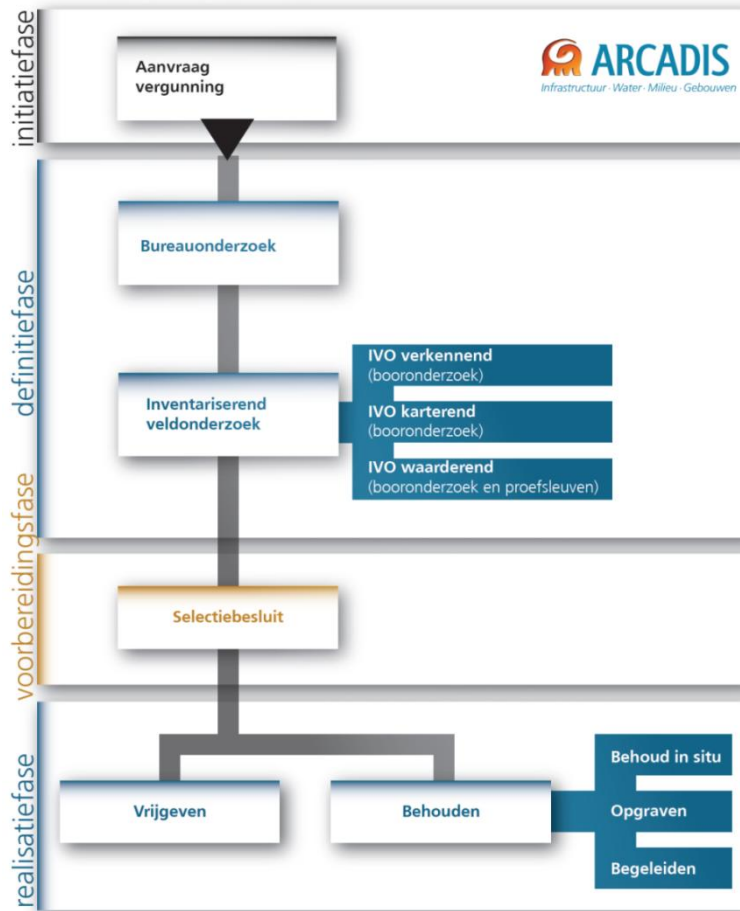 initiatiefase
Aanvraag
vergunning
ARCADIS
Infrastructuur · Water · Milieu · Gebouwen
definitiefase
Bureauonderzoek
Inventariserend
veldonderzoek
IVO verkennend
(booronderzoek)
IVO karterend
(booronderzoek)
IVO waarderend
(booronderzoek en proefsleuven)
voorbereidingsfase
Selectiebesluit
realisatiefase
Vrijgeven
Behouden
Behoud in situ
Opgraven
Begeleiden